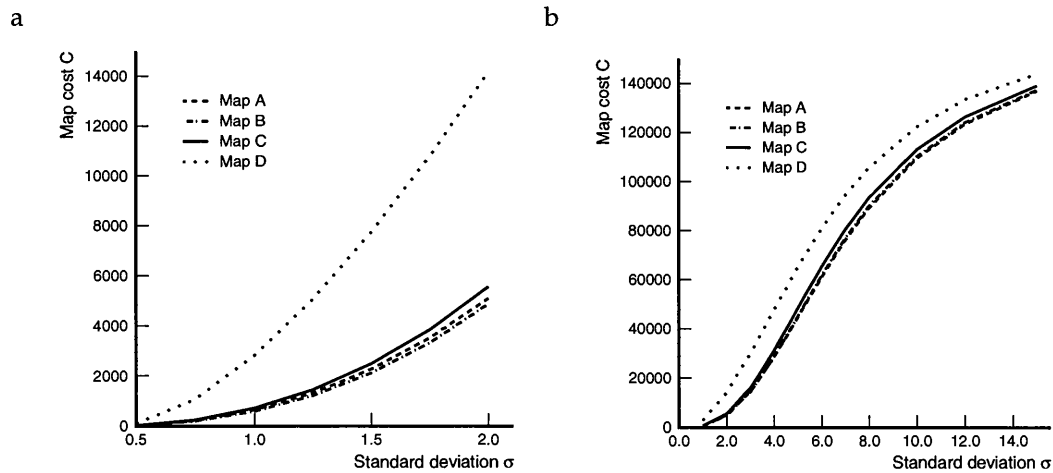 a
Map cost C
14000
12000
10000
8000
6000
4000
2000
0
Map A
Map B
Map C
Map D
0.5
1.0
1.5
2.0
Standard deviation σ
b
Map cost C
140000
120000
100000
80000
60000
40000
20000
0
Map A
Map B
Map C
Map D
0.0
2.0
4.0
6.0
8.0
10.0
12.0
14.0
Standard deviation σ